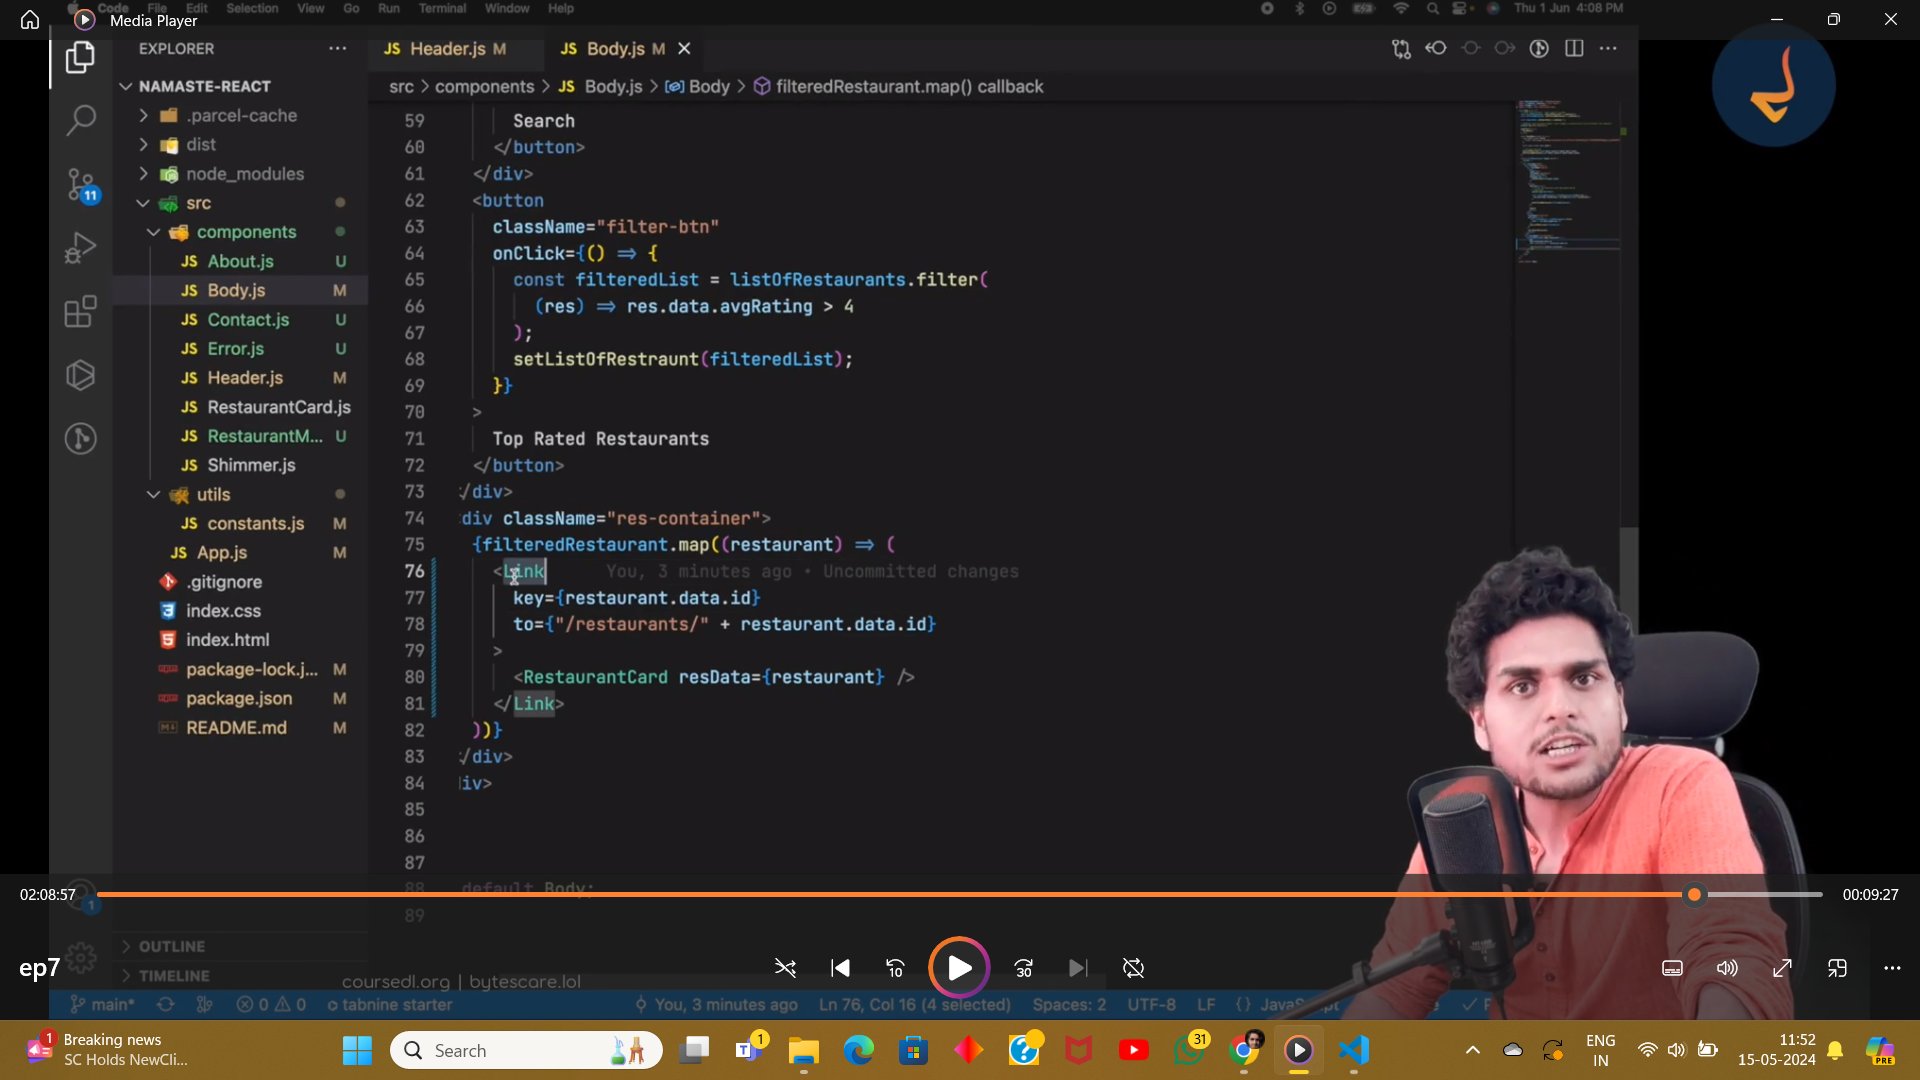 Code File Edit Selection View Go Run Terminal Window Help
Thu 1 Jun 4:08 PM
Media Player
EXPLORER
JS Header.js M
JS Body.js M
NAMASTE-REACT
src > components > JS Body.js > Body > filteredRestaurant.map() callback
.parcel-cache
dist
node_modules
src
components
JS About.js U
JS Body.js M
JS Contact.js U
JS Error.js U
JS Header.js M
JS RestaurantCard.js
JS RestaurantM... U
JS Shimmer.js
utils
JS constants.js M
JS App.js M
.gitignore
index.css
index.html
package-lock.j... M
package.json M
README.md M
11
59 Search
60 </button>
61 </div>
62 <button
63 className="filter-btn"
64 onClick={() => {
65 const filteredList = listOfRestaurants.filter(
66 (res) => res.data.avgRating > 4
67 );
68 setListOfRestraunt(filteredList);
69 }}
70 >
71 Top Rated Restaurants
72 </button>
73 /div>
74 div className="res-container">
75 {filteredRestaurant.map((restaurant) => (
76 <Link You, 3 minutes ago • Uncommitted changes
77 key={restaurant.data.id}
78 to={"/restaurants/" + restaurant.data.id}
79 >
80 <RestaurantCard resData={restaurant} />
81 </Link>
82 ))}
83 /div>
84 iv>
85
86
87
88 default Body;
89
02:08:57
1
00:09:27
OUTLINE
TIMELINE
ep7
10
30
coursedl.org | bytescare.lol
main* 0 0 tabnine starter
You, 3 minutes ago Ln 76, Col 16 (4 selected) Spaces: 2 UTF-8 LF {}
1
Breaking news
SC Holds NewCli...
Search
1
31
ENG
IN
11:52
15-05-2024
PRE